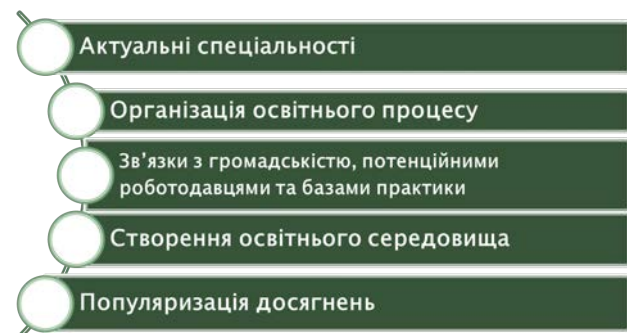 Актуальні спеціальності
Організація освітнього процесу
Зв’язки з громадськістю, потенційними
роботодавцями та базами практики
Створення освітнього середовища
Популяризація досягнень